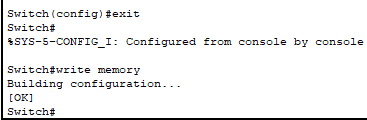 Switch(config)#exit
Switch#
%SYS-5-CONFIG_I: Configured from console by console
Switch#write memory
Building configuration...
[OK]
Switch#